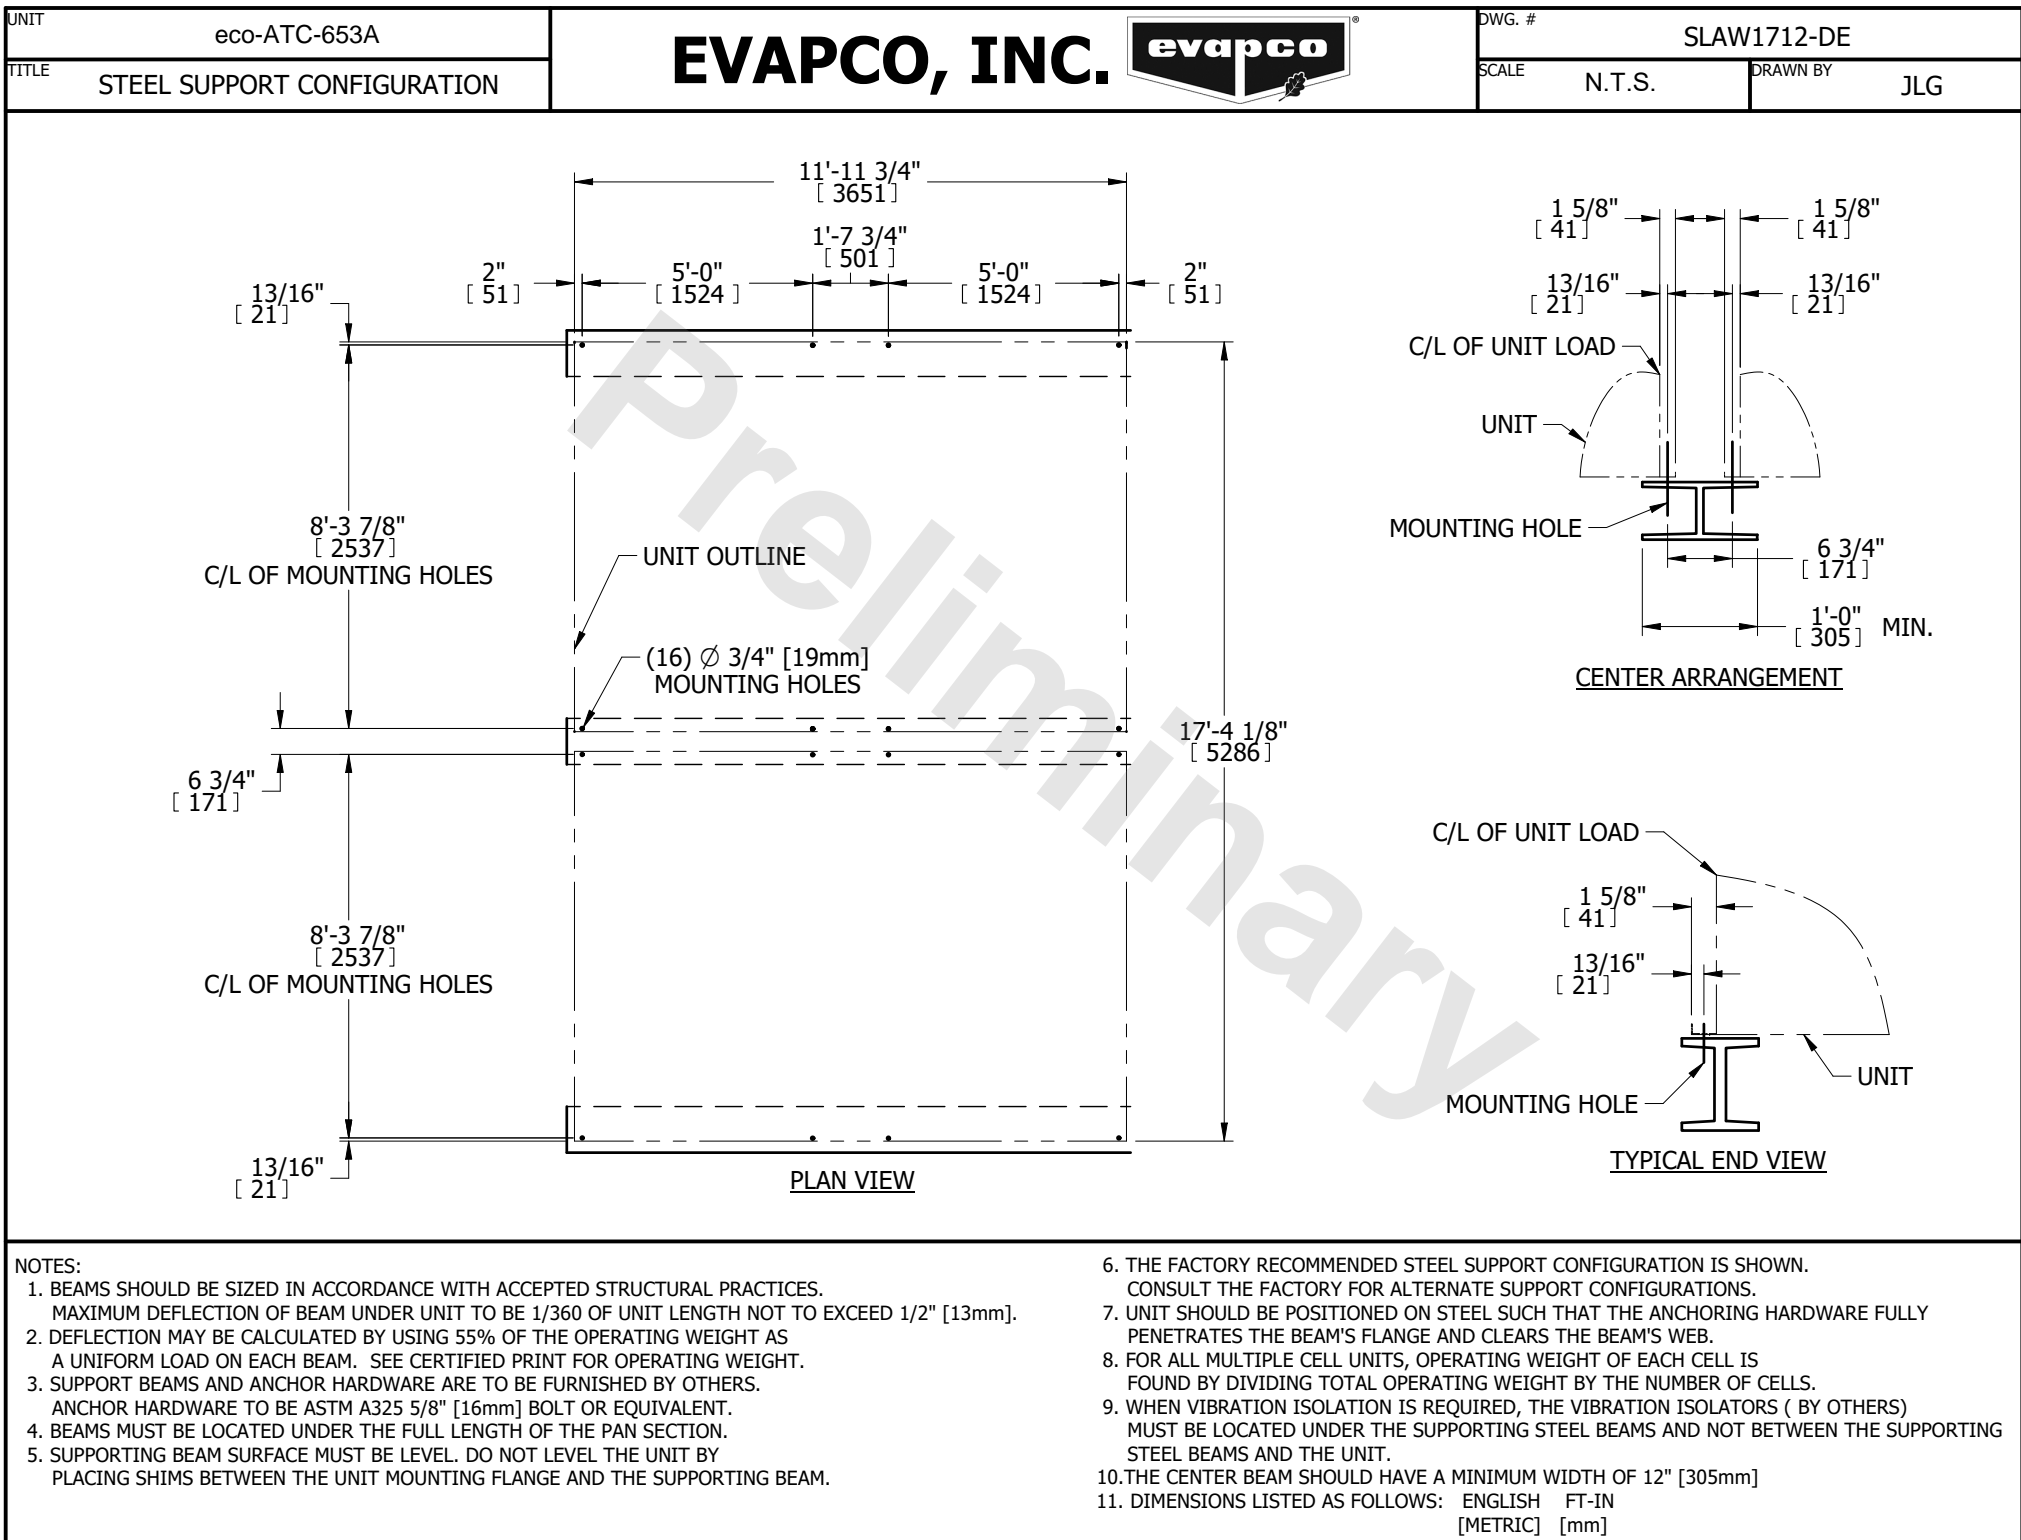 UNIT
eco-ATC-653A
TITLE
STEEL SUPPORT CONFIGURATION
EVAPCO, INC.
evapco
®
DWG. #
SLAW1712-DE
SCALE
N.T.S.
DRAWN BY
JLG
11'-11 3/4"
[ 3651 ]
1'-7 3/4"
[ 501 ]
2"
[ 51 ]
5'-0"
[ 1524 ]
5'-0"
[ 1524 ]
2"
[ 51 ]
13/16"
[ 21 ]
8'-3 7/8"
[ 2537 ]
C/L OF MOUNTING HOLES
UNIT OUTLINE
(16) Ø 3/4" [19mm]
MOUNTING HOLES
6 3/4"
[ 171 ]
17'-4 1/8"
[ 5286 ]
8'-3 7/8"
[ 2537 ]
C/L OF MOUNTING HOLES
13/16"
[ 21 ]
PLAN VIEW
Preliminary
1 5/8"
[ 41 ]
1 5/8"
[ 41 ]
13/16"
[ 21 ]
13/16"
[ 21 ]
C/L OF UNIT LOAD
UNIT
MOUNTING HOLE
6 3/4"
[ 171 ]
1'-0"
[ 305 ] MIN.
CENTER ARRANGEMENT
C/L OF UNIT LOAD
1 5/8"
[ 41 ]
13/16"
[ 21 ]
UNIT
MOUNTING HOLE
TYPICAL END VIEW
NOTES:
1. BEAMS SHOULD BE SIZED IN ACCORDANCE WITH ACCEPTED STRUCTURAL PRACTICES.
MAXIMUM DEFLECTION OF BEAM UNDER UNIT TO BE 1/360 OF UNIT LENGTH NOT TO EXCEED 1/2" [13mm].
2. DEFLECTION MAY BE CALCULATED BY USING 55% OF THE OPERATING WEIGHT AS
A UNIFORM LOAD ON EACH BEAM. SEE CERTIFIED PRINT FOR OPERATING WEIGHT.
3. SUPPORT BEAMS AND ANCHOR HARDWARE ARE TO BE FURNISHED BY OTHERS.
ANCHOR HARDWARE TO BE ASTM A325 5/8" [16mm] BOLT OR EQUIVALENT.
4. BEAMS MUST BE LOCATED UNDER THE FULL LENGTH OF THE PAN SECTION.
5. SUPPORTING BEAM SURFACE MUST BE LEVEL. DO NOT LEVEL THE UNIT BY
PLACING SHIMS BETWEEN THE UNIT MOUNTING FLANGE AND THE SUPPORTING BEAM.
6. THE FACTORY RECOMMENDED STEEL SUPPORT CONFIGURATION IS SHOWN.
CONSULT THE FACTORY FOR ALTERNATE SUPPORT CONFIGURATIONS.
7. UNIT SHOULD BE POSITIONED ON STEEL SUCH THAT THE ANCHORING HARDWARE FULLY
PENETRATES THE BEAM'S FLANGE AND CLEARS THE BEAM'S WEB.
8. FOR ALL MULTIPLE CELL UNITS, OPERATING WEIGHT OF EACH CELL IS
FOUND BY DIVIDING TOTAL OPERATING WEIGHT BY THE NUMBER OF CELLS.
9. WHEN VIBRATION ISOLATION IS REQUIRED, THE VIBRATION ISOLATORS ( BY OTHERS)
MUST BE LOCATED UNDER THE SUPPORTING STEEL BEAMS AND NOT BETWEEN THE SUPPORTING
STEEL BEAMS AND THE UNIT.
10.THE CENTER BEAM SHOULD HAVE A MINIMUM WIDTH OF 12" [305mm]
11. DIMENSIONS LISTED AS FOLLOWS: ENGLISH FT-IN
[METRIC] [mm]